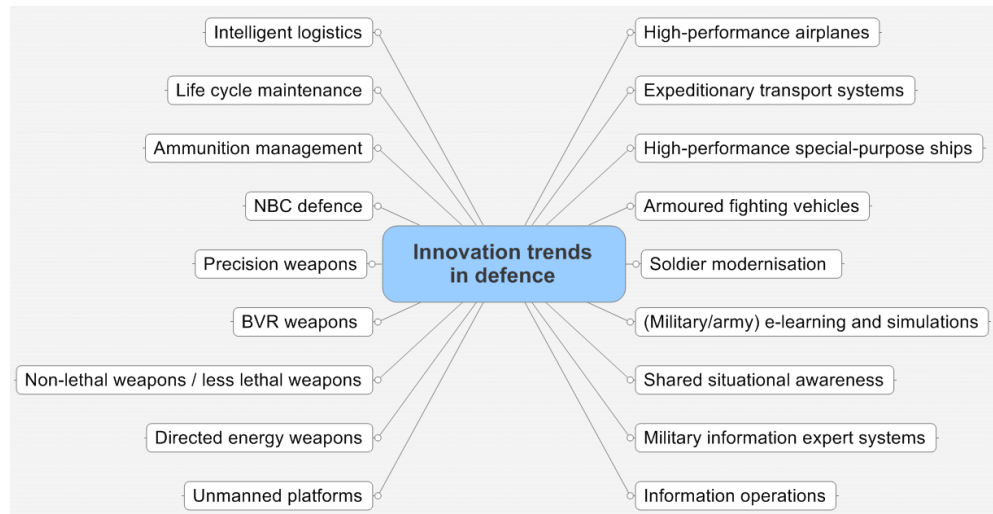 Intelligent logistics
Life cycle maintenance
Ammunition management
NBC defence
Precision weapons
BVR weapons
Non-lethal weapons / less lethal weapons
Directed energy weapons
Unmanned platforms
Innovation trends
in defence
High-performance airplanes
Expeditionary transport systems
High-performance special-purpose ships
Armoured fighting vehicles
Soldier modernisation
(Military/army) e-learning and simulations
Shared situational awareness
Military information expert systems
Information operations